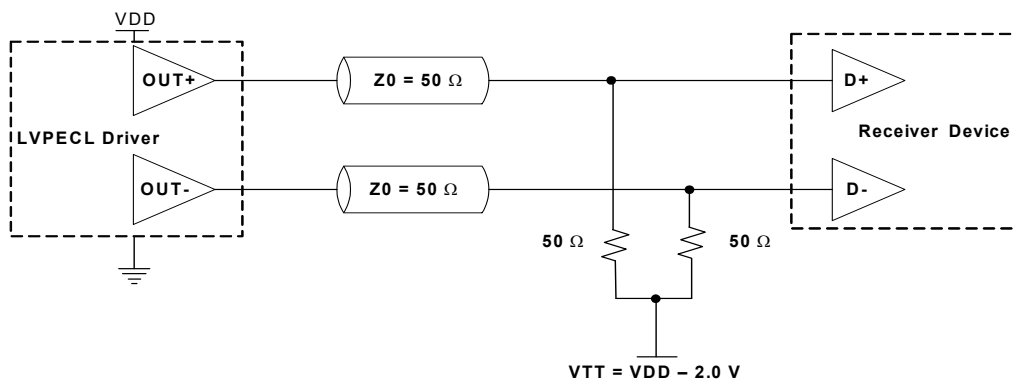 VDD
OUT+
Z0 = 50 Ω
D+
LVPECL Driver
Receiver Device
OUT-
Z0 = 50 Ω
D-
50 Ω
50 Ω
VTT = VDD – 2.0 V